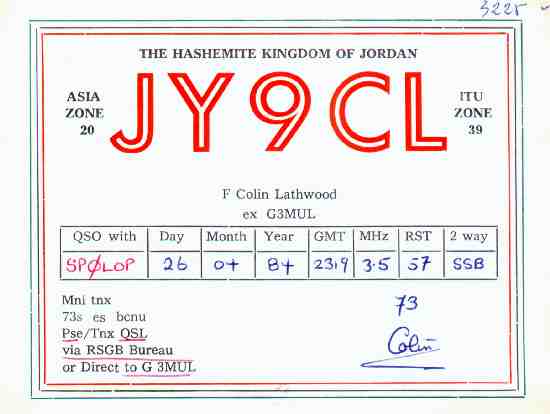 3225
THE HASHEMITE KINGDOM OF JORDAN
JY9CL
ASIA
ZONE
20
ITU
ZONE
39
F Colin Lathwood
ex G3MUL
QSO with Day Month Year GMT MHz RST 2 way
SPØLOP 26 04 84 2319 3.5 57 SSB
Mni tnx
73s es bcnu
Pse/Tnx QSL
via RSGB Bureau
or Direct to G 3MUL
73
Colin